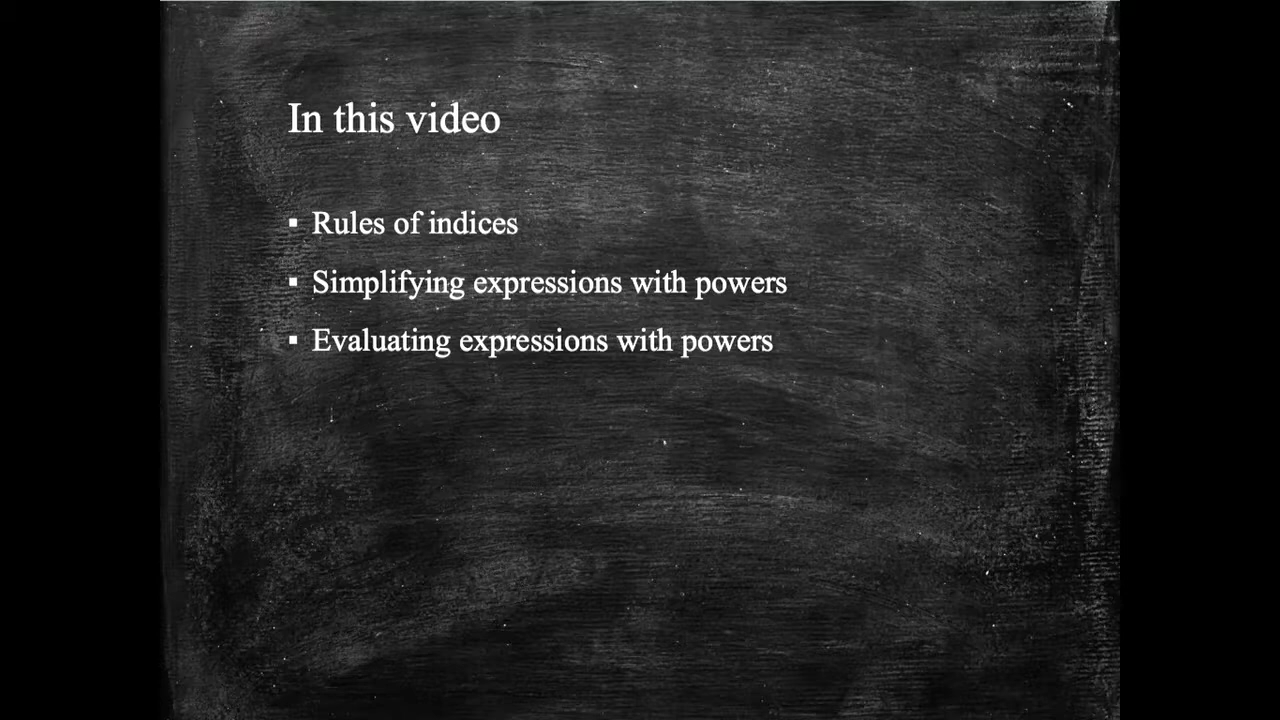 In this video
▪ Rules of indices
▪ Simplifying expressions with powers
▪ Evaluating expressions with powers